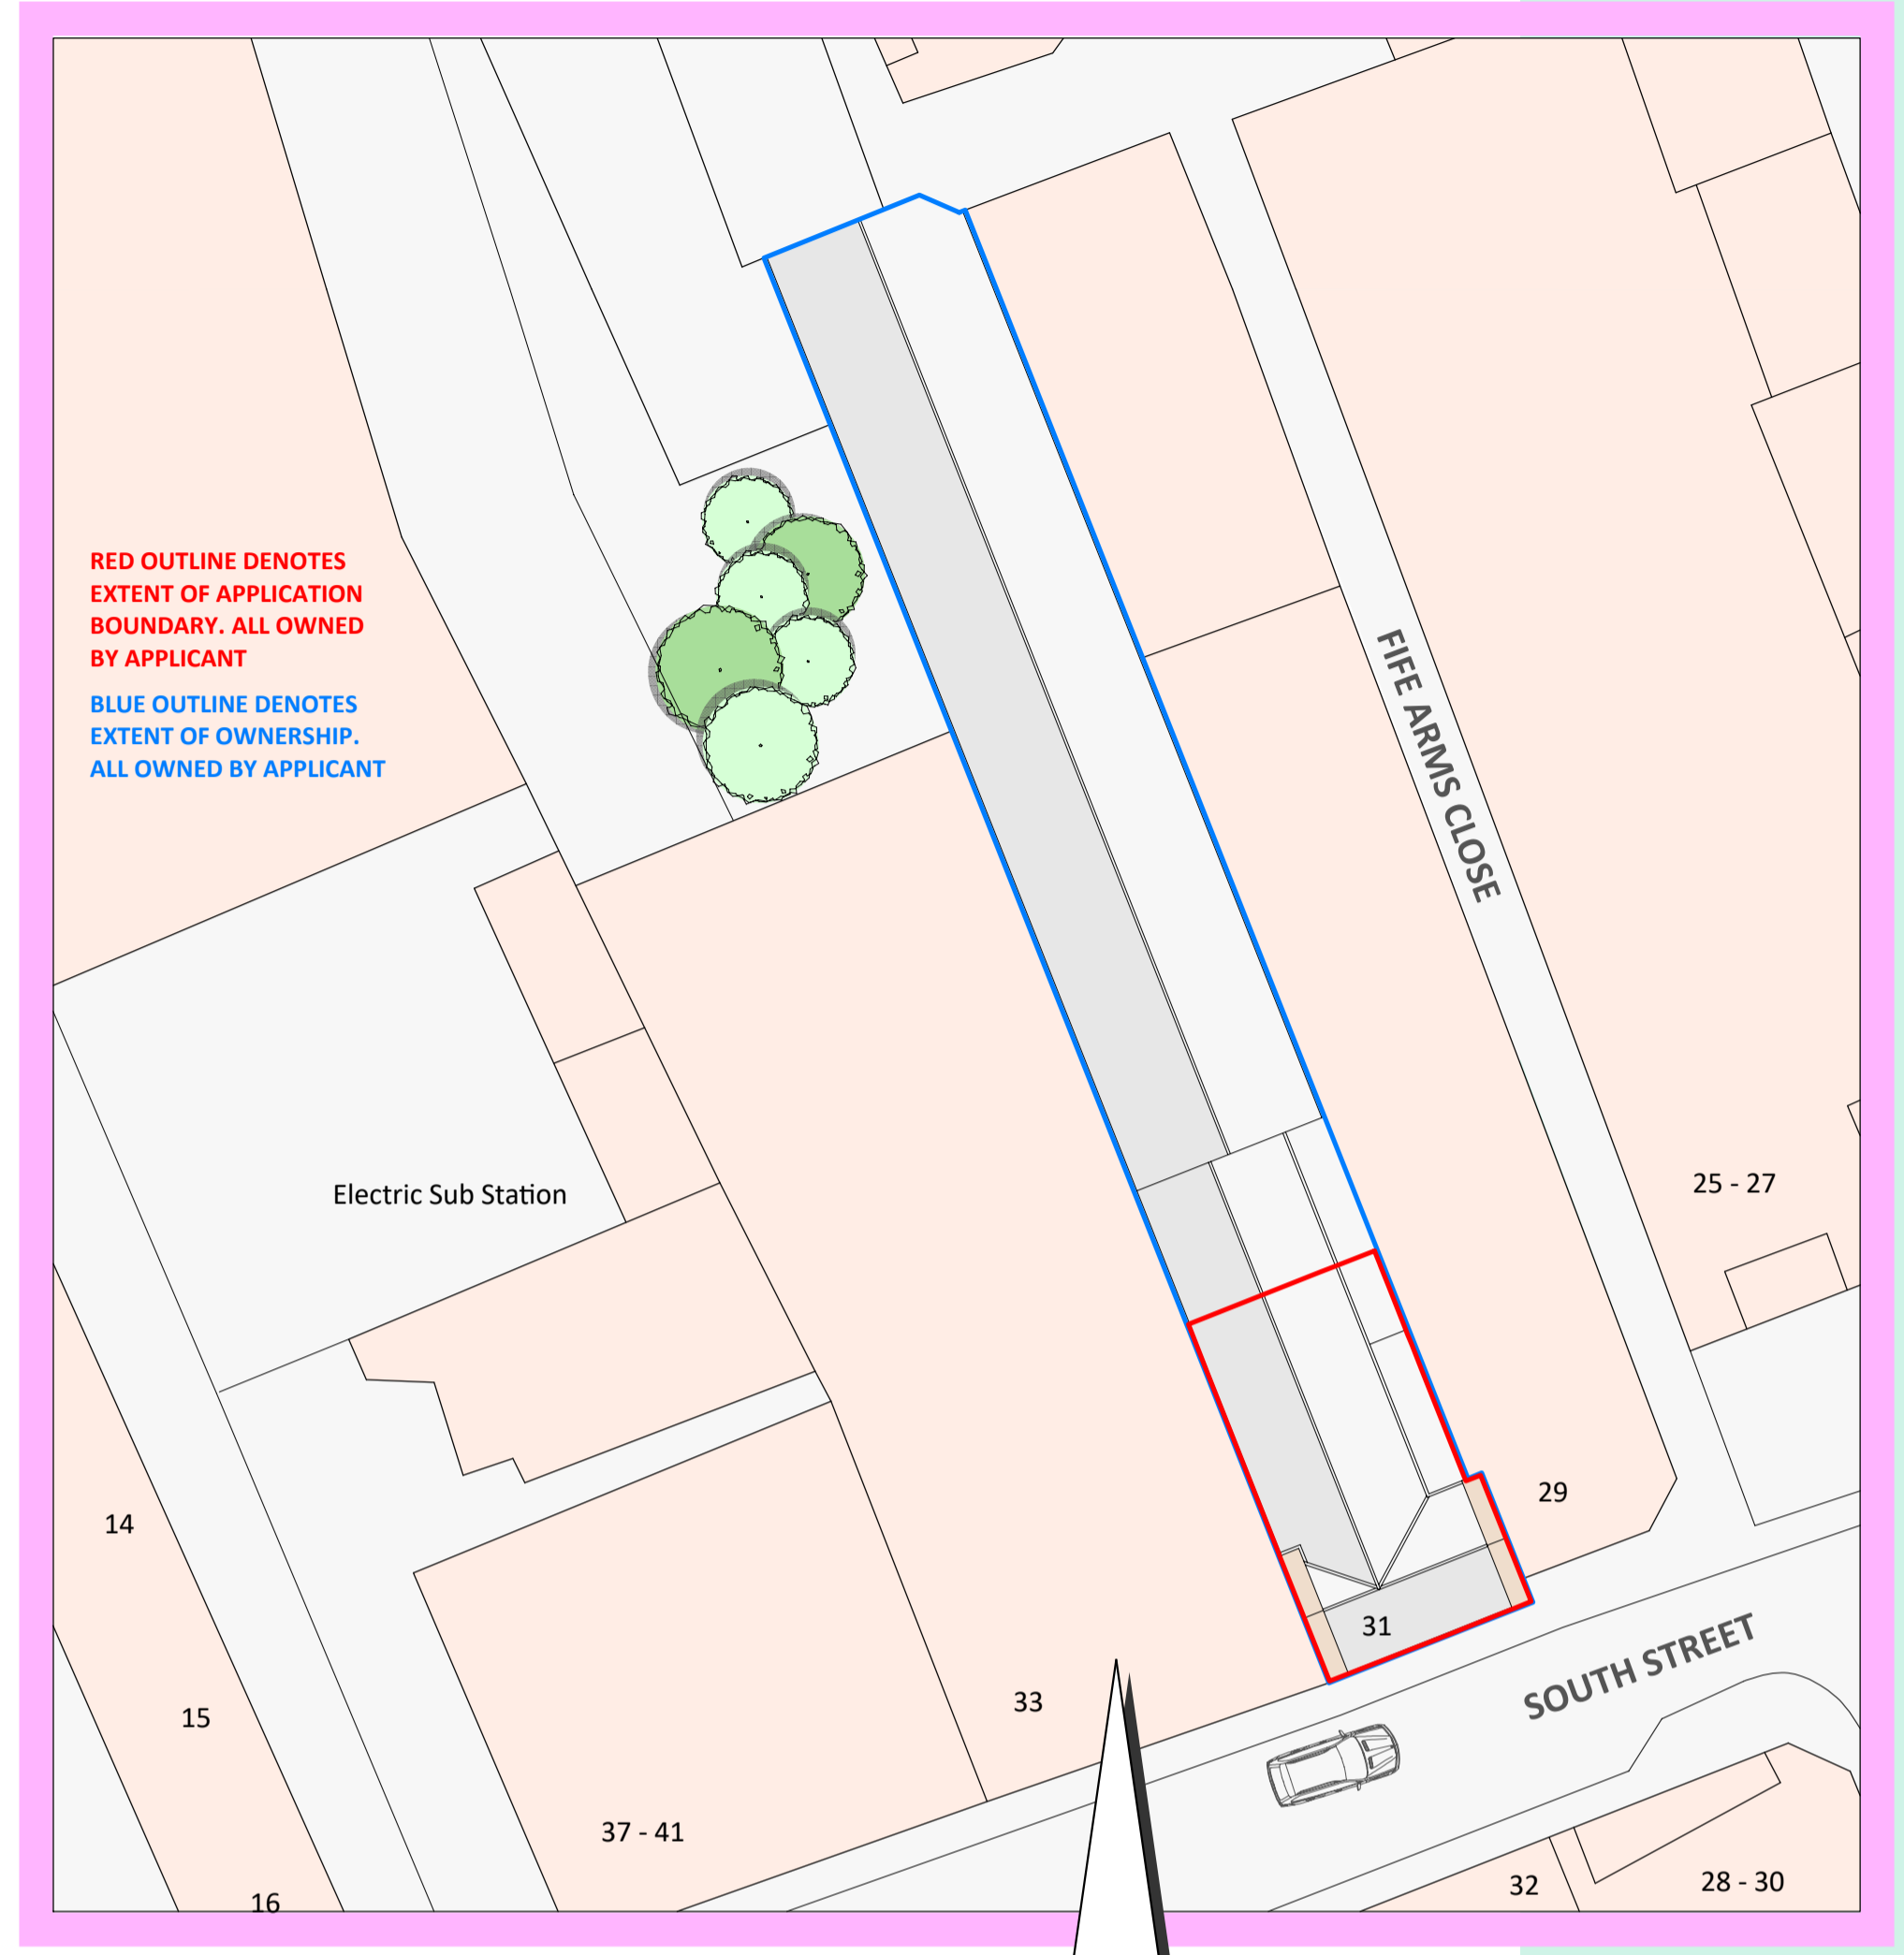 RED OUTLINE DENOTES
EXTENT OF APPLICATION
BOUNDARY. ALL OWNED
BY APPLICANT
BLUE OUTLINE DENOTES
EXTENT OF OWNERSHIP.
ALL OWNED BY APPLICANT
FIFE ARMS CLOSE
Electric Sub Station
25 - 27
29
14
31
SOUTH STREET
33
15
37 - 41
32
28 - 30
16